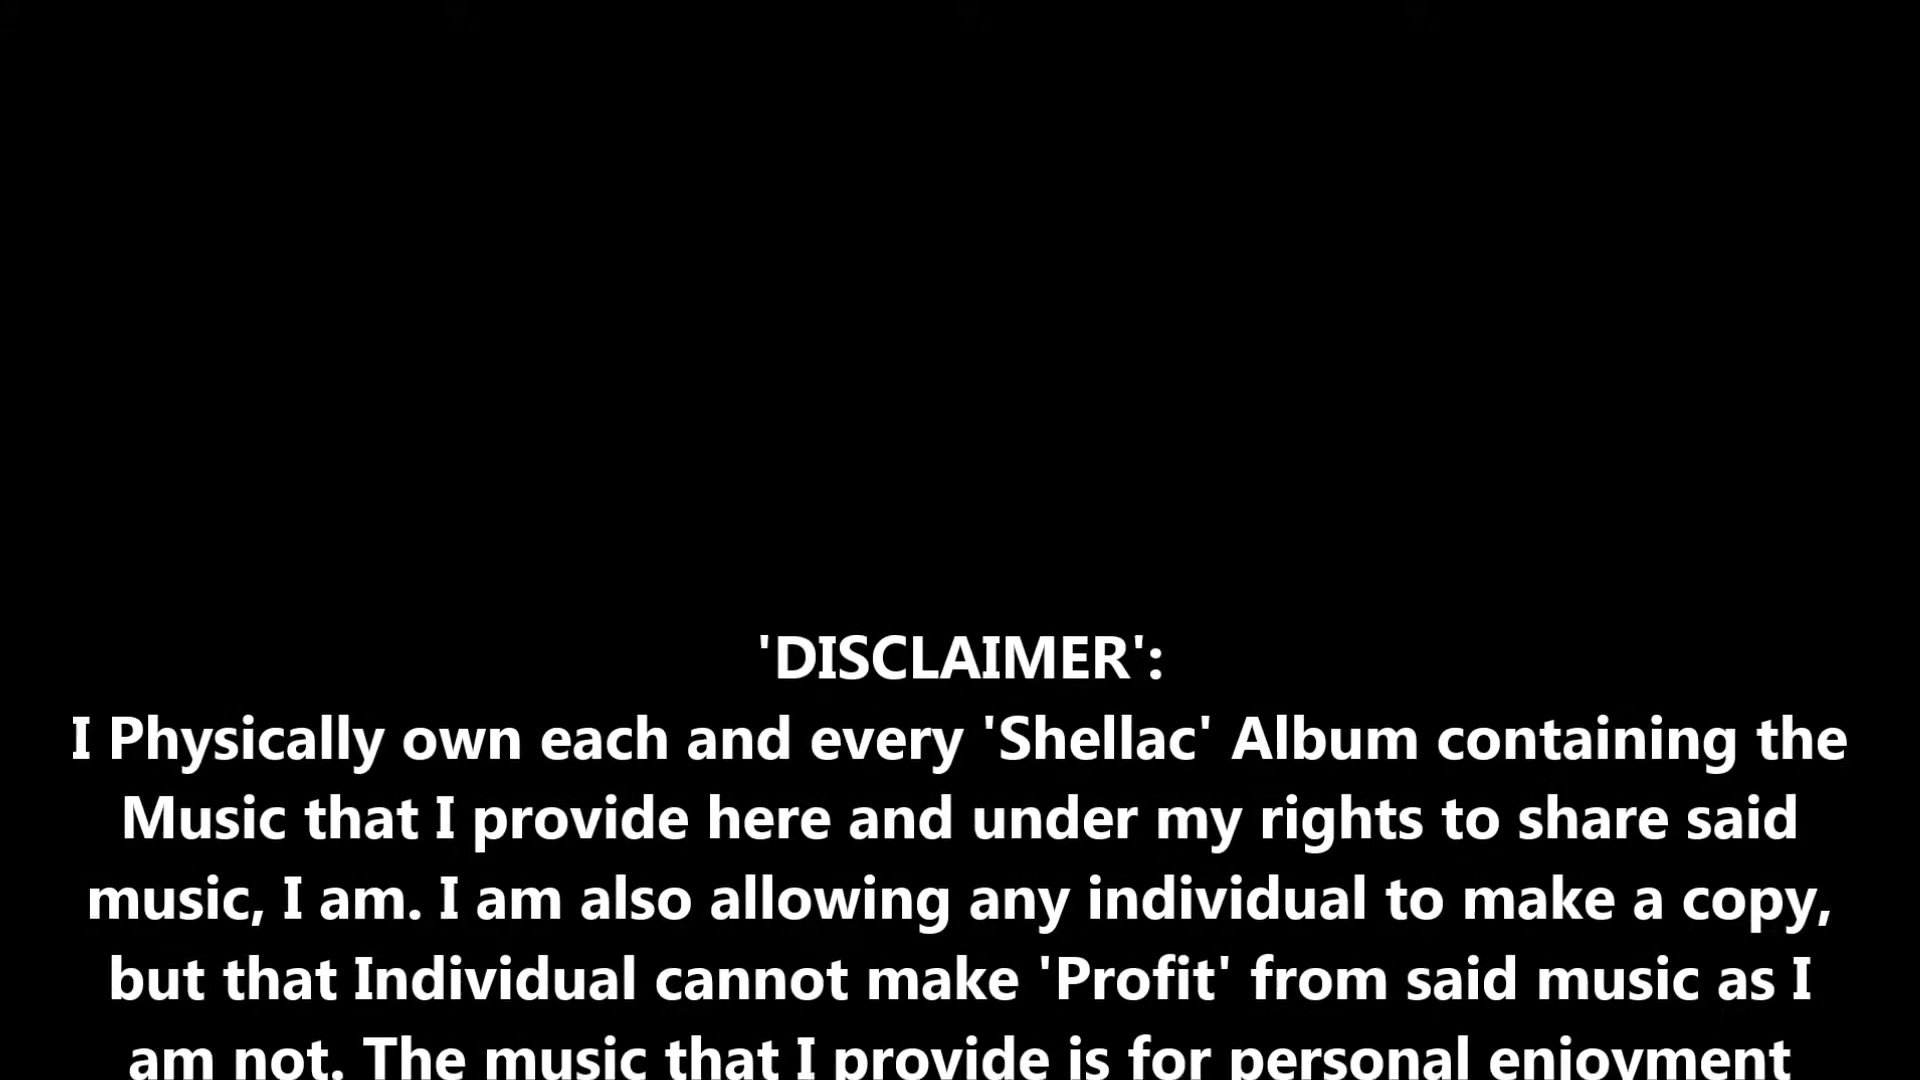 'DISCLAIMER':
I Physically own each and every 'Shellac' Album containing the
Music that I provide here and under my rights to share said
music, I am. I am also allowing any individual to make a copy,
but that Individual cannot make 'Profit' from said music as I
am not. The music that I provide is for personal enjoyment